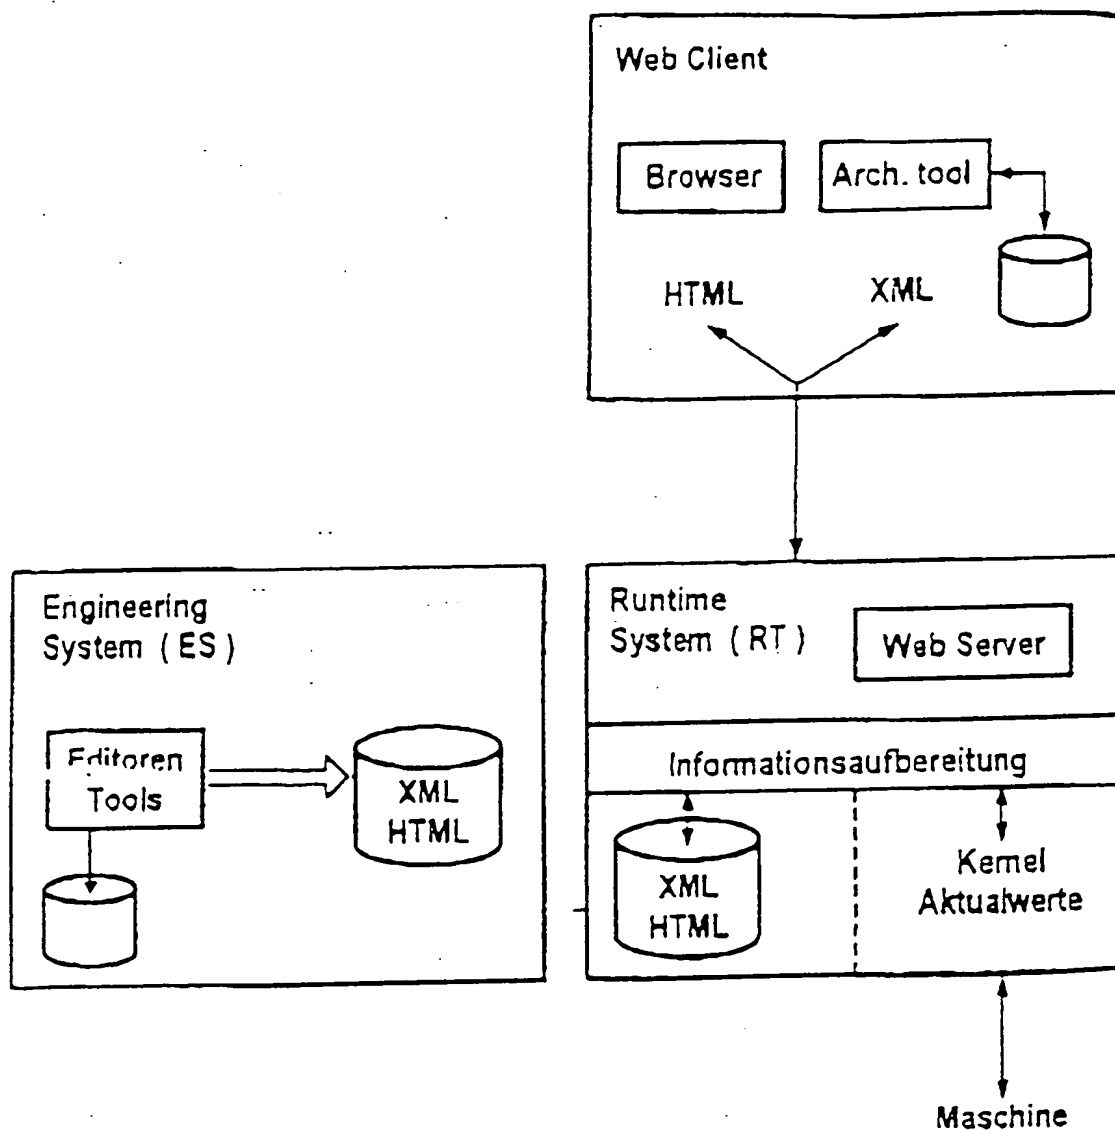 Web Client
Browser
Arch. tool
HTML
XML
Engineering
System (ES)
Editoren
Tools
XML
HTML
Runtime
System (RT)
Web Server
Informationsaufbereitung
XML
HTML
Kernel
Aktualwerte
Maschine